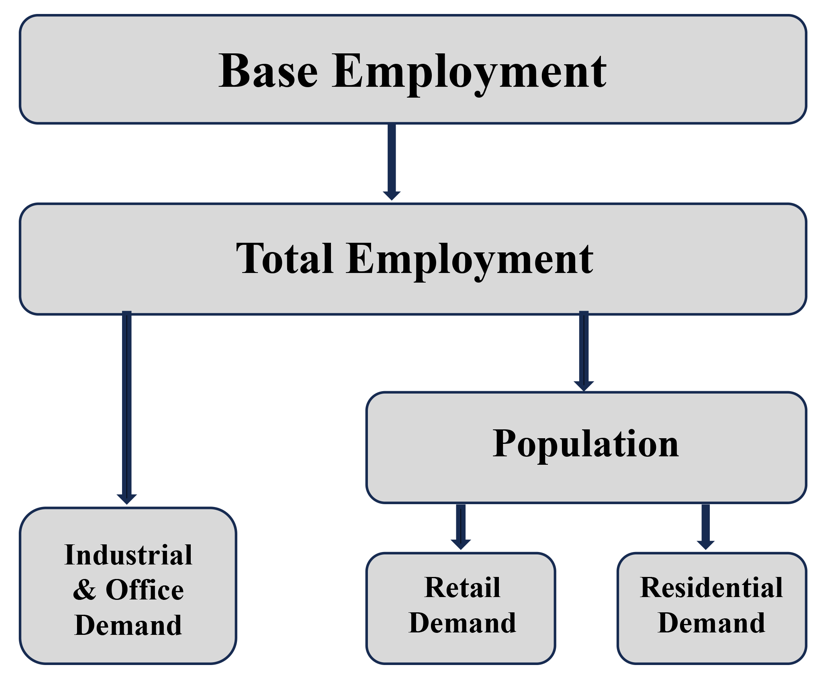 Base Employment
Total Employment
Population
Industrial
& Office
Demand
Retail
Demand
Residential
Demand